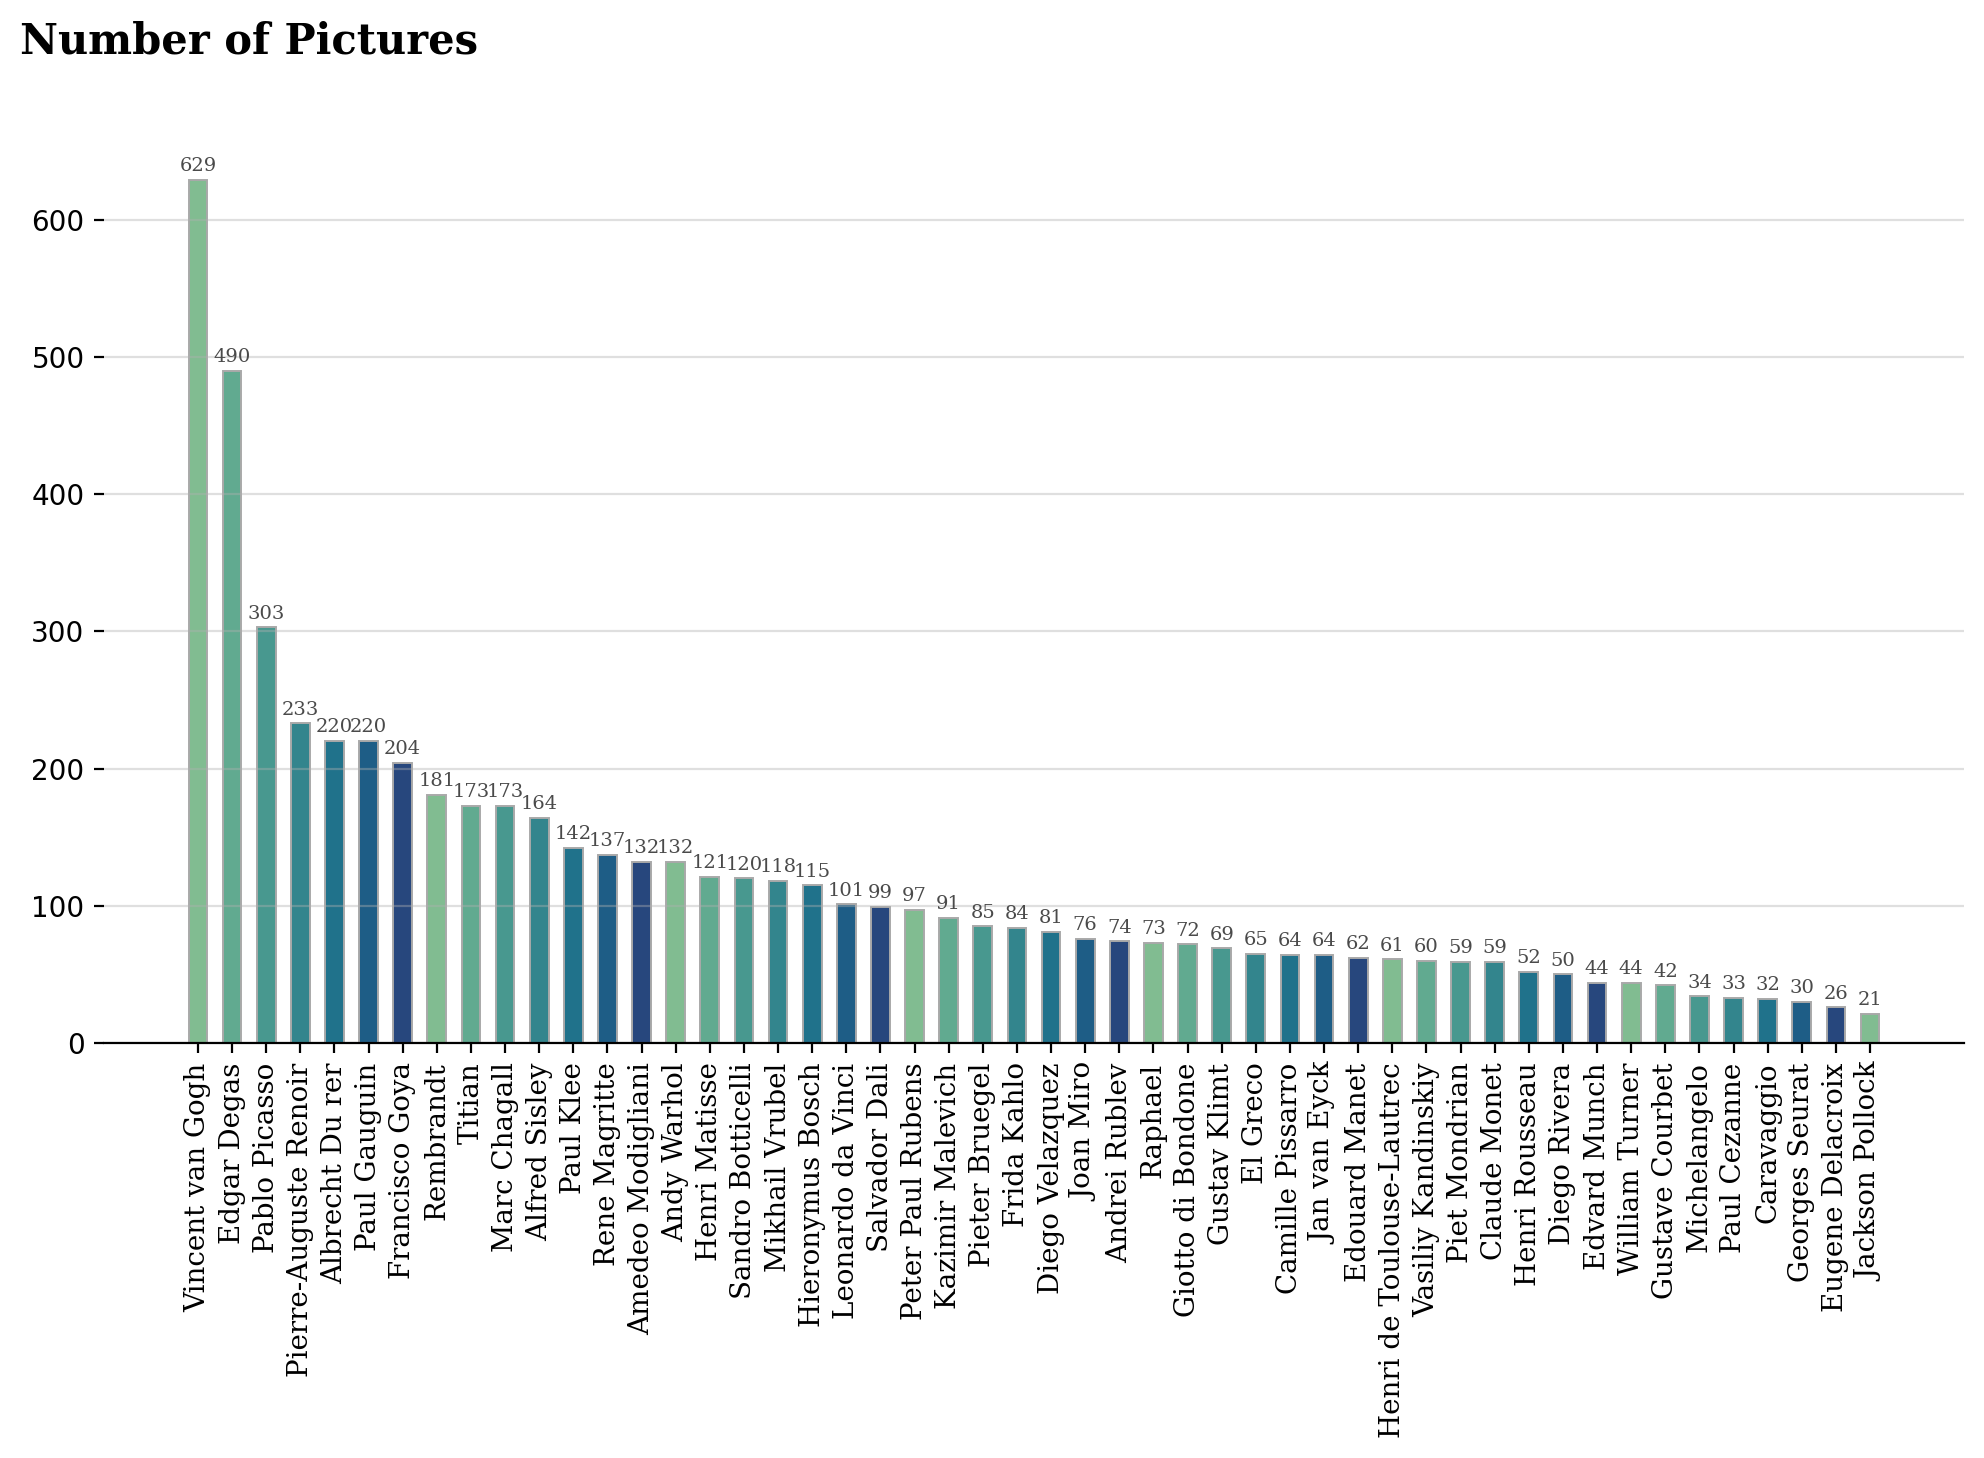 Number of Pictures
629
490
303
233
220
220
204
181
173
173
164
142
137
132
132
121
120
118
115
101
99
97
91
85
84
81
76
74
73
72
69
65
64
64
62
61
60
59
59
52
50
44
44
42
34
33
32
30
26
21
600
500
400
300
200
100
0
Vincent van Gogh
Edgar Degas
Pablo Picasso
Pierre-Auguste Renoir
Albrecht Du rer
Paul Gauguin
Francisco Goya
Rembrandt
Titian
Marc Chagall
Alfred Sisley
Paul Klee
Rene Magritte
Amedeo Modigliani
Andy Warhol
Henri Matisse
Sandro Botticelli
Mikhail Vrubel
Hieronymus Bosch
Leonardo da Vinci
Salvador Dali
Peter Paul Rubens
Kazimir Malevich
Pieter Bruegel
Frida Kahlo
Diego Velazquez
Joan Miro
Andrei Rublev
Raphael
Giotto di Bondone
Gustav Klimt
El Greco
Camille Pissarro
Jan van Eyck
Edouard Manet
Henri de Toulouse-Lautrec
Vasiliy Kandinskiy
Piet Mondrian
Claude Monet
Henri Rousseau
Diego Rivera
Edvard Munch
William Turner
Gustave Courbet
Michelangelo
Paul Cezanne
Caravaggio
Georges Seurat
Eugene Delacroix
Jackson Pollock